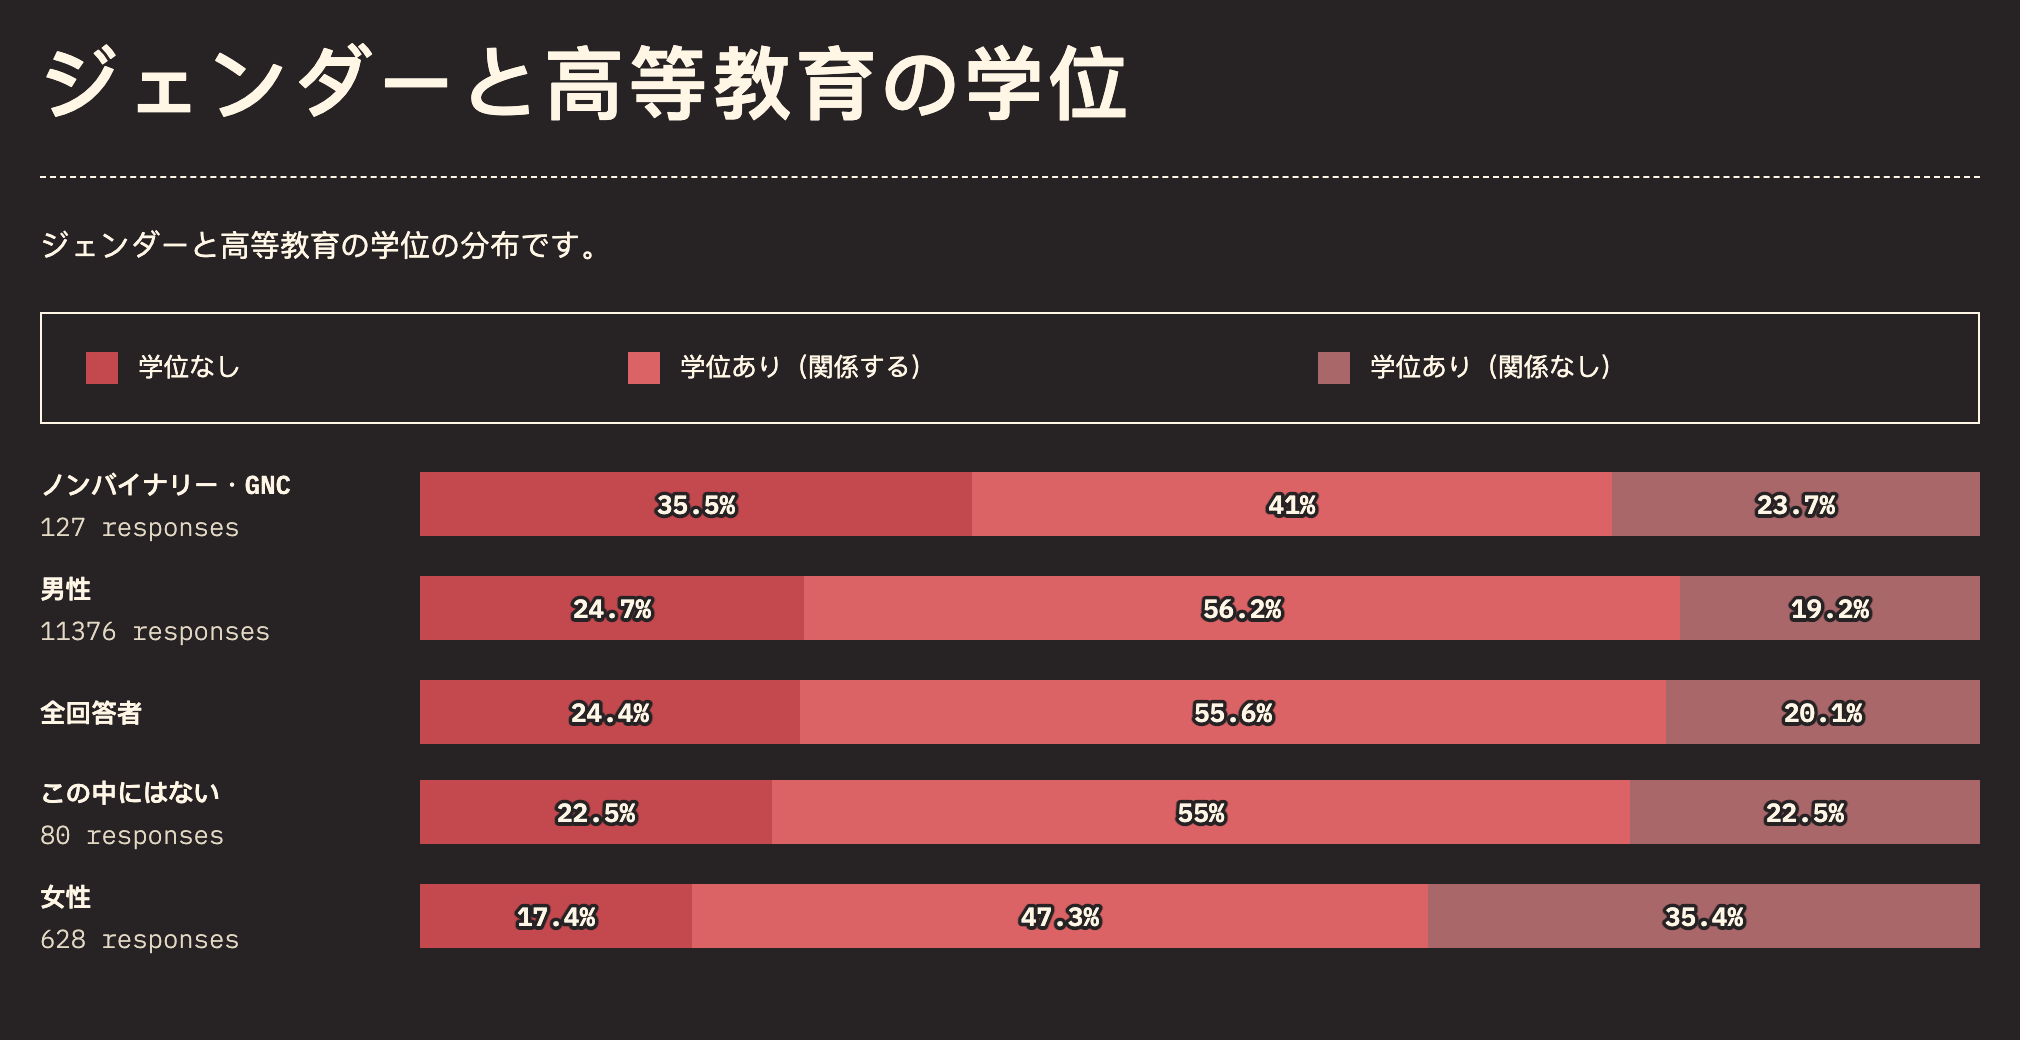 ジェンダーと高等教育の学位
ジェンダーと高等教育の学位の分布です。
学位なし 学位あり（関係する） 学位あり（関係なし）
ノンバイナリー・GNC
127 responses
35.5% 41% 23.7%
男性
11376 responses
24.7% 56.2% 19.2%
全回答者
24.4% 55.6% 20.1%
この中にはない
80 responses
22.5% 55% 22.5%
女性
628 responses
17.4% 47.3% 35.4%